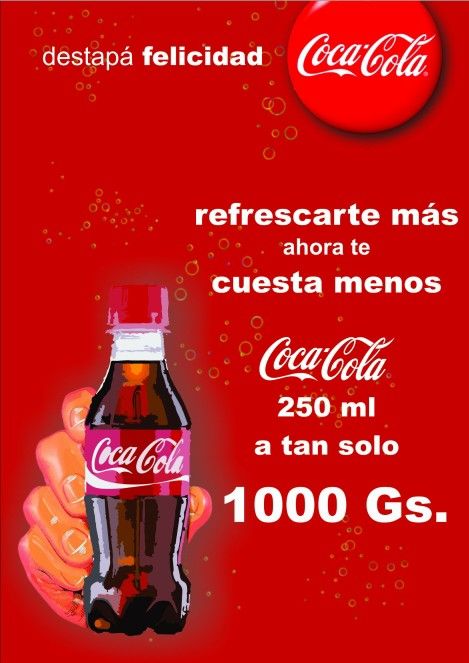 destapá felicidad
Coca-Cola
refrescarte más
ahora te
cuesta menos
Coca-Cola
250 ml
a tan solo
1000 Gs.
Coca Cola